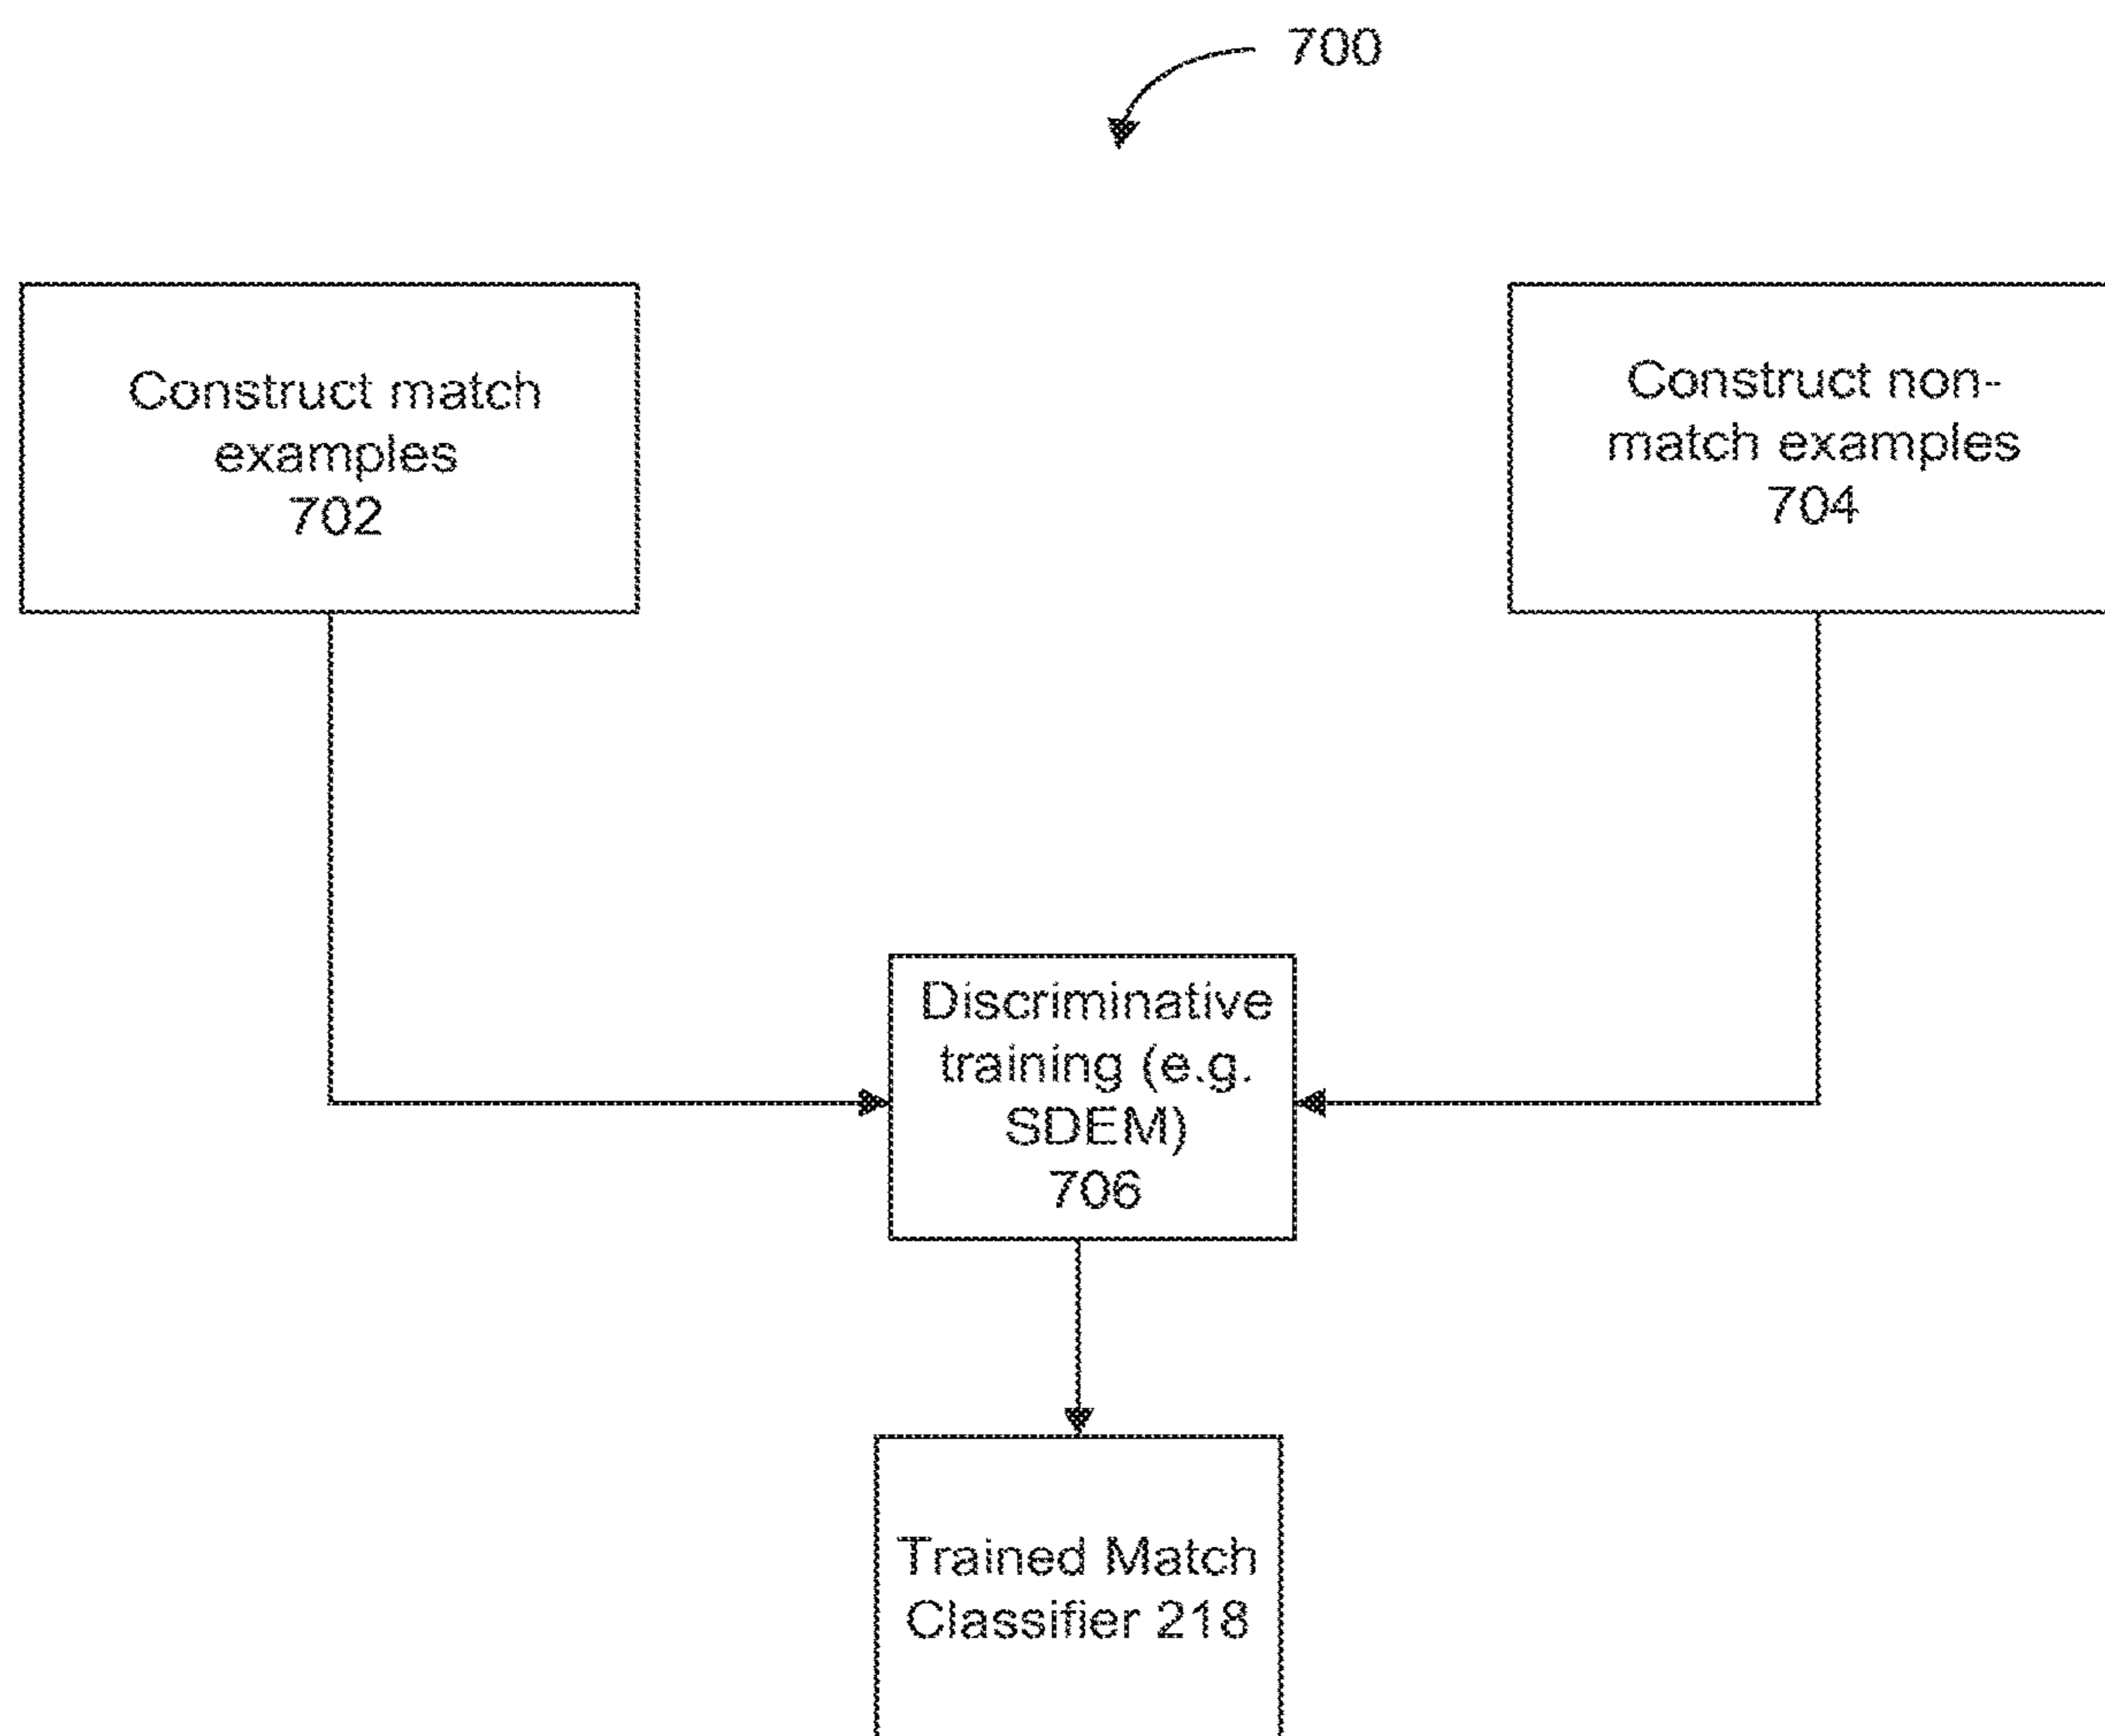 700
Construct match
examples
702
Construct non-
match examples
704
Discriminative
training (e.g.
SDEM)
706
Trained Match
Classifier 218